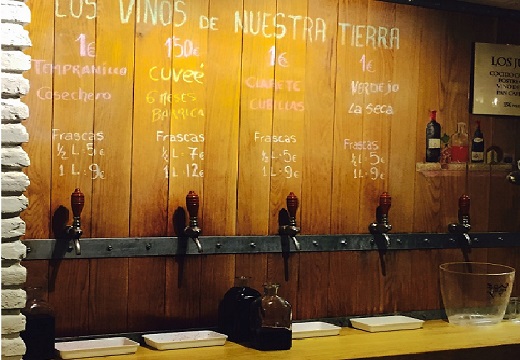 LOS VINOS DE NUESTRA TIERRA
1€
TEMPRANILLO
Cosechero
Frascas
½ L · 5€
1 L · 9€
1'50€
CUVEÉ
6 MESES
BARRICA
Frascas
½ L · 7€
1 L · 12€
1€
CUBILLAS
Frascas
½ L · 5€
1 L · 9€
1€
VERDEJO
La Seca
Frascas
½ L · 5€
1 L · 9€
LOS JU